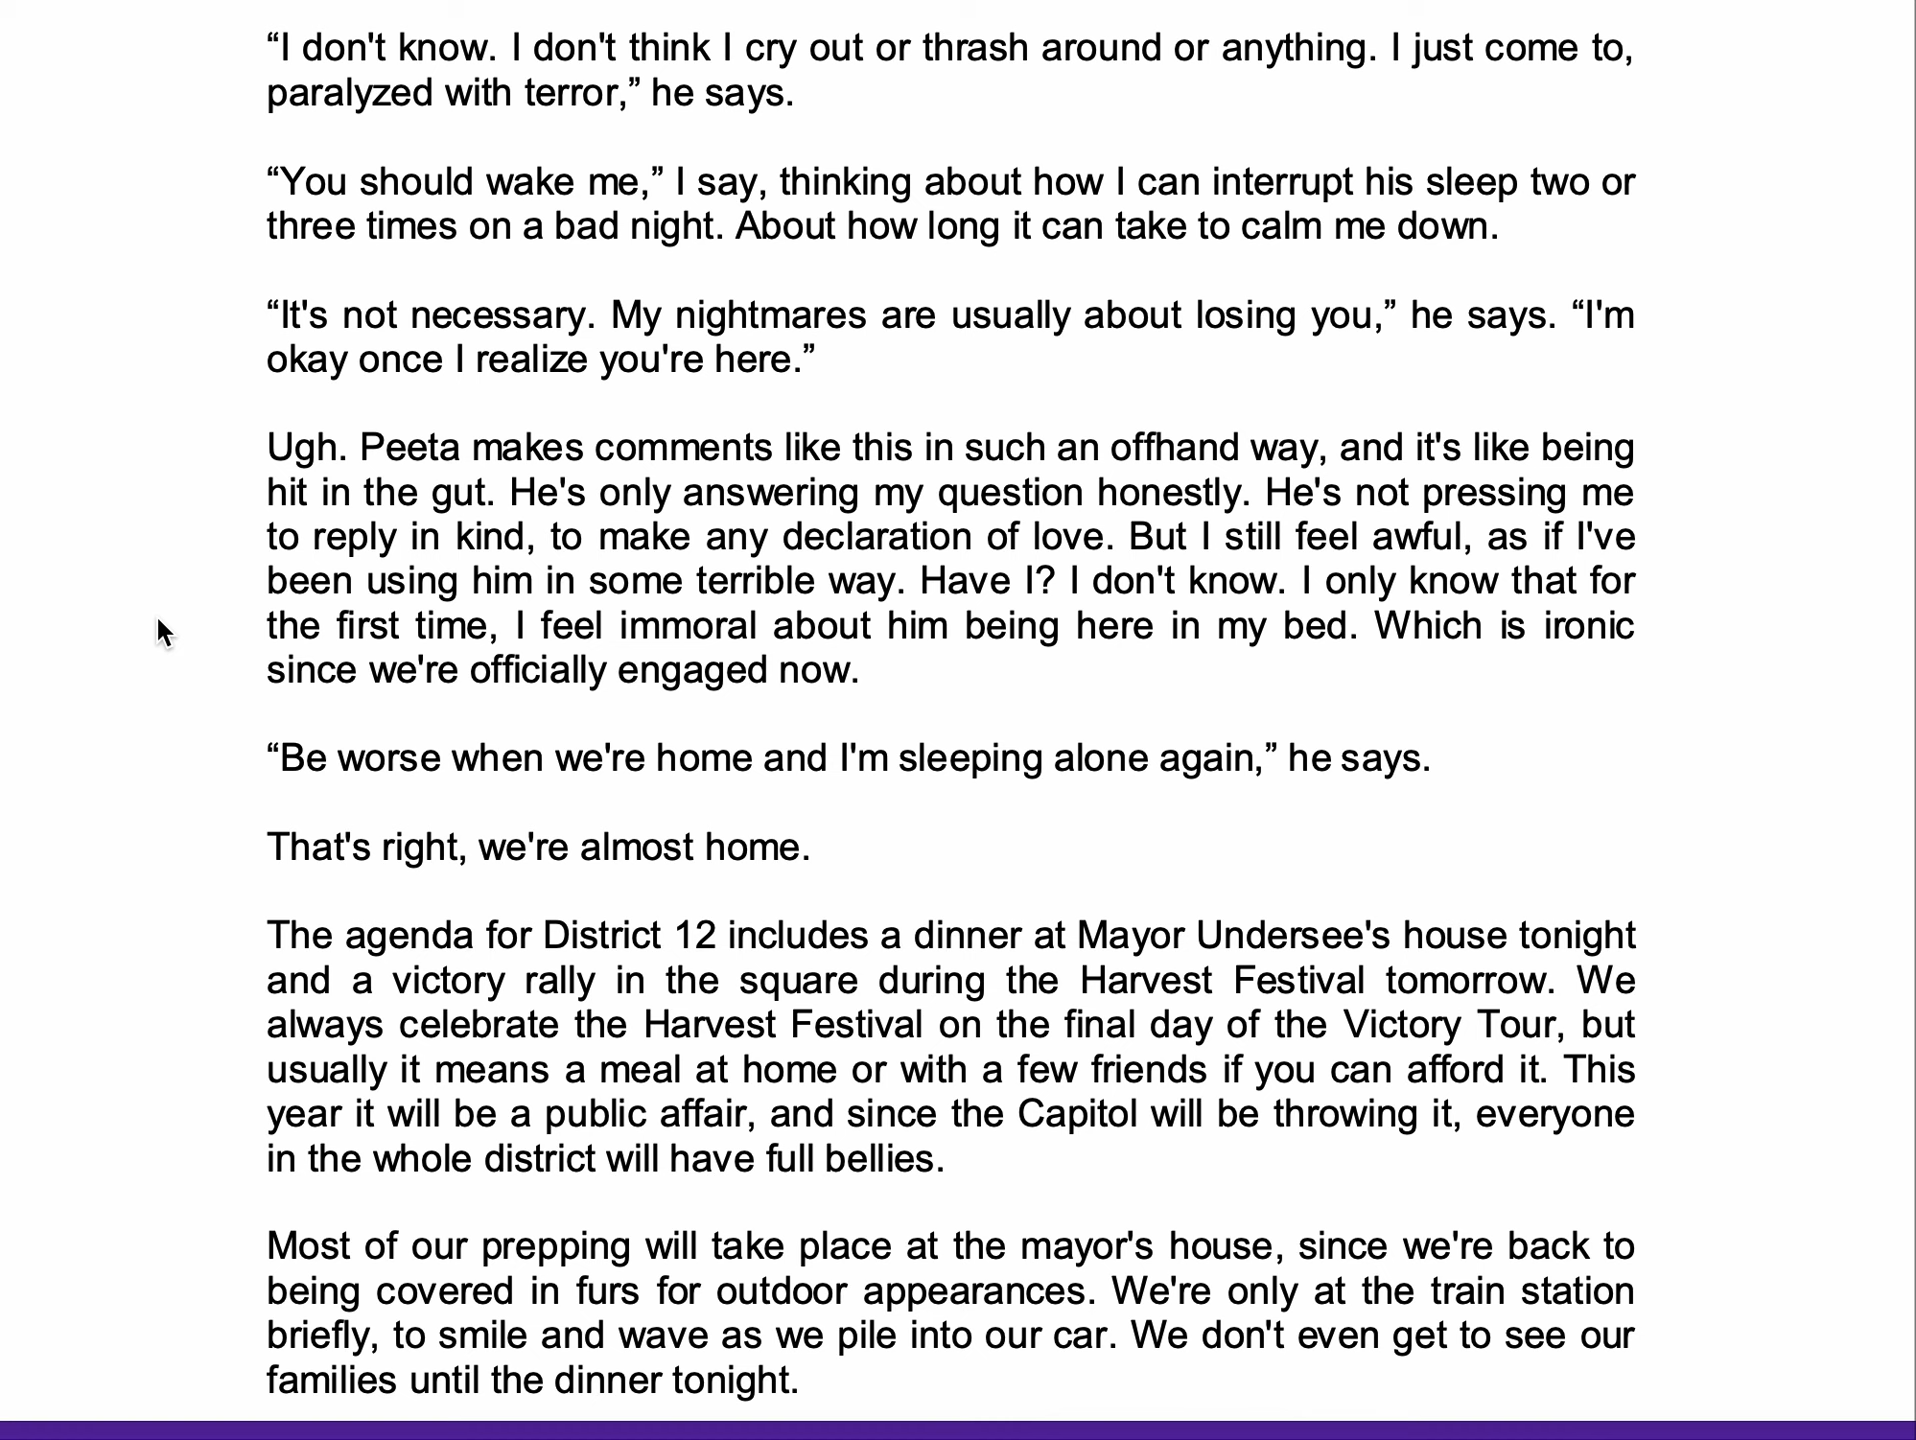 “I don't know. I don't think I cry out or thrash around or anything. I just come to,
paralyzed with terror,” he says.
“You should wake me,” I say, thinking about how I can interrupt his sleep two or
three times on a bad night. About how long it can take to calm me down.
“It's not necessary. My nightmares are usually about losing you,” he says. “I'm
okay once I realize you're here.”
Ugh. Peeta makes comments like this in such an offhand way, and it's like being
hit in the gut. He's only answering my question honestly. He's not pressing me
to reply in kind, to make any declaration of love. But I still feel awful, as if I've
been using him in some terrible way. Have I? I don't know. I only know that for
the first time, I feel immoral about him being here in my bed. Which is ironic
since we're officially engaged now.
“Be worse when we're home and I'm sleeping alone again,” he says.
That's right, we're almost home.
The agenda for District 12 includes a dinner at Mayor Undersee's house tonight
and a victory rally in the square during the Harvest Festival tomorrow. We
always celebrate the Harvest Festival on the final day of the Victory Tour, but
usually it means a meal at home or with a few friends if you can afford it. This
year it will be a public affair, and since the Capitol will be throwing it, everyone
in the whole district will have full bellies.
Most of our prepping will take place at the mayor's house, since we're back to
being covered in furs for outdoor appearances. We're only at the train station
briefly, to smile and wave as we pile into our car. We don't even get to see our
families until the dinner tonight.